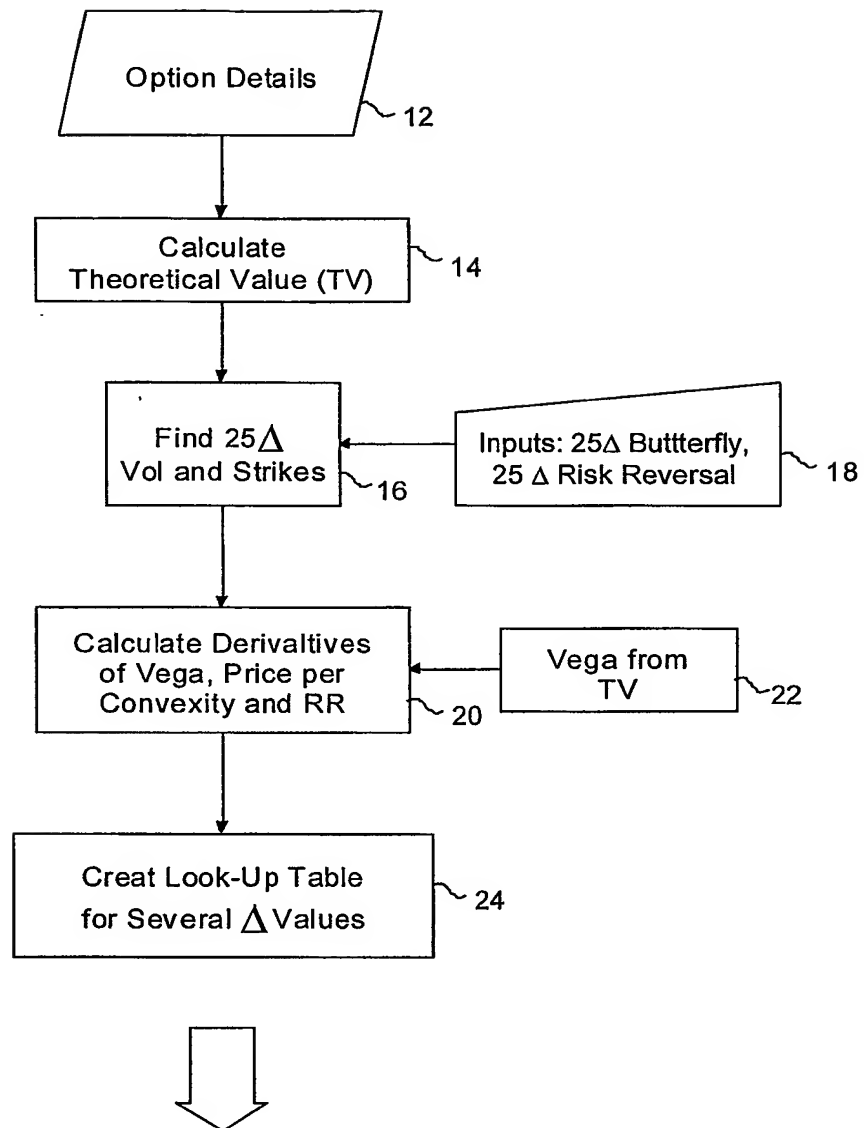 Option Details
12
Calculate
Theoretical Value (TV)
14
Find 25Δ
Vol and Strikes
16
Inputs: 25Δ Buttterfly,
25 Δ Risk Reversal
18
Calculate Derivaltives
of Vega, Price per
Convexity and RR
20
Vega from
TV
22
Creat Look-Up Table
for Several Δ Values
24